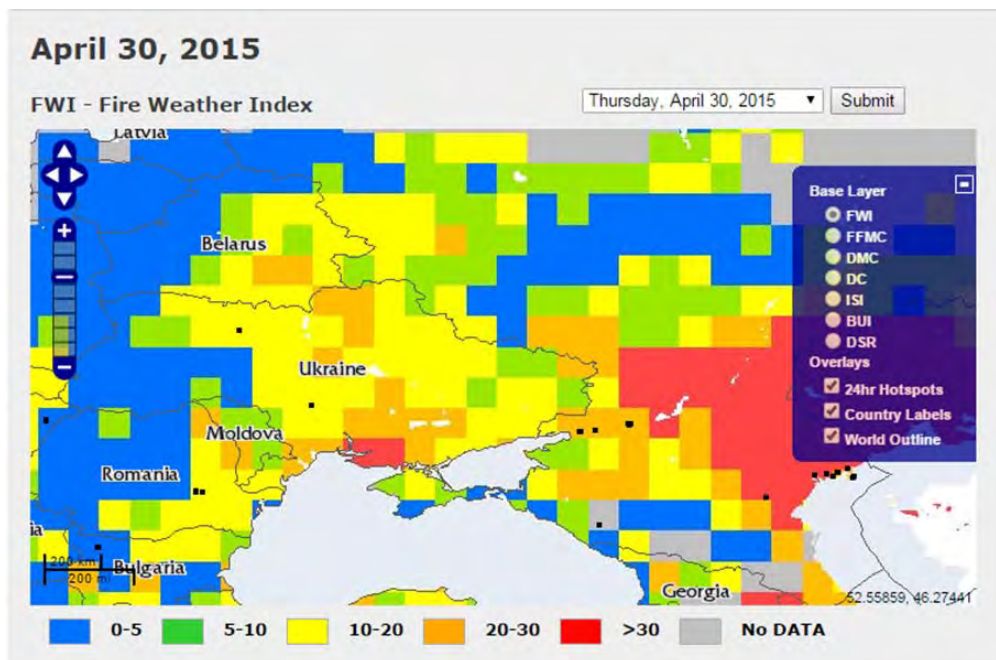 April 30, 2015
FWI - Fire Weather Index
Thursday, April 30, 2015
Submit
Latvia
Base Layer
FWI
FFMC
DMC
DC
ISI
BUI
DSR
Overlays
24hr Hotspots
Country Labels
World Outline
Belarus
Ukraine
Moldova
Romania
ia
200 km
200 mi
Bulgaria
Georgia
52.55859, 46.27441
0-5 5-10 10-20 20-30 >30 No DATA